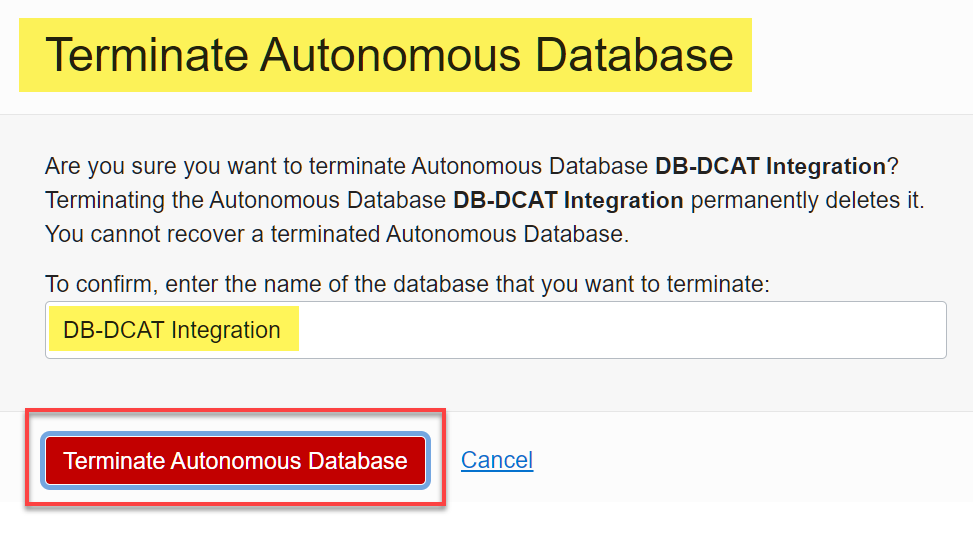 Terminate Autonomous Database
Are you sure you want to terminate Autonomous Database DB-DCAT Integration?
Terminating the Autonomous Database DB-DCAT Integration permanently deletes it.
You cannot recover a terminated Autonomous Database.
To confirm, enter the name of the database that you want to terminate:
DB-DCAT Integration
Terminate Autonomous Database Cancel